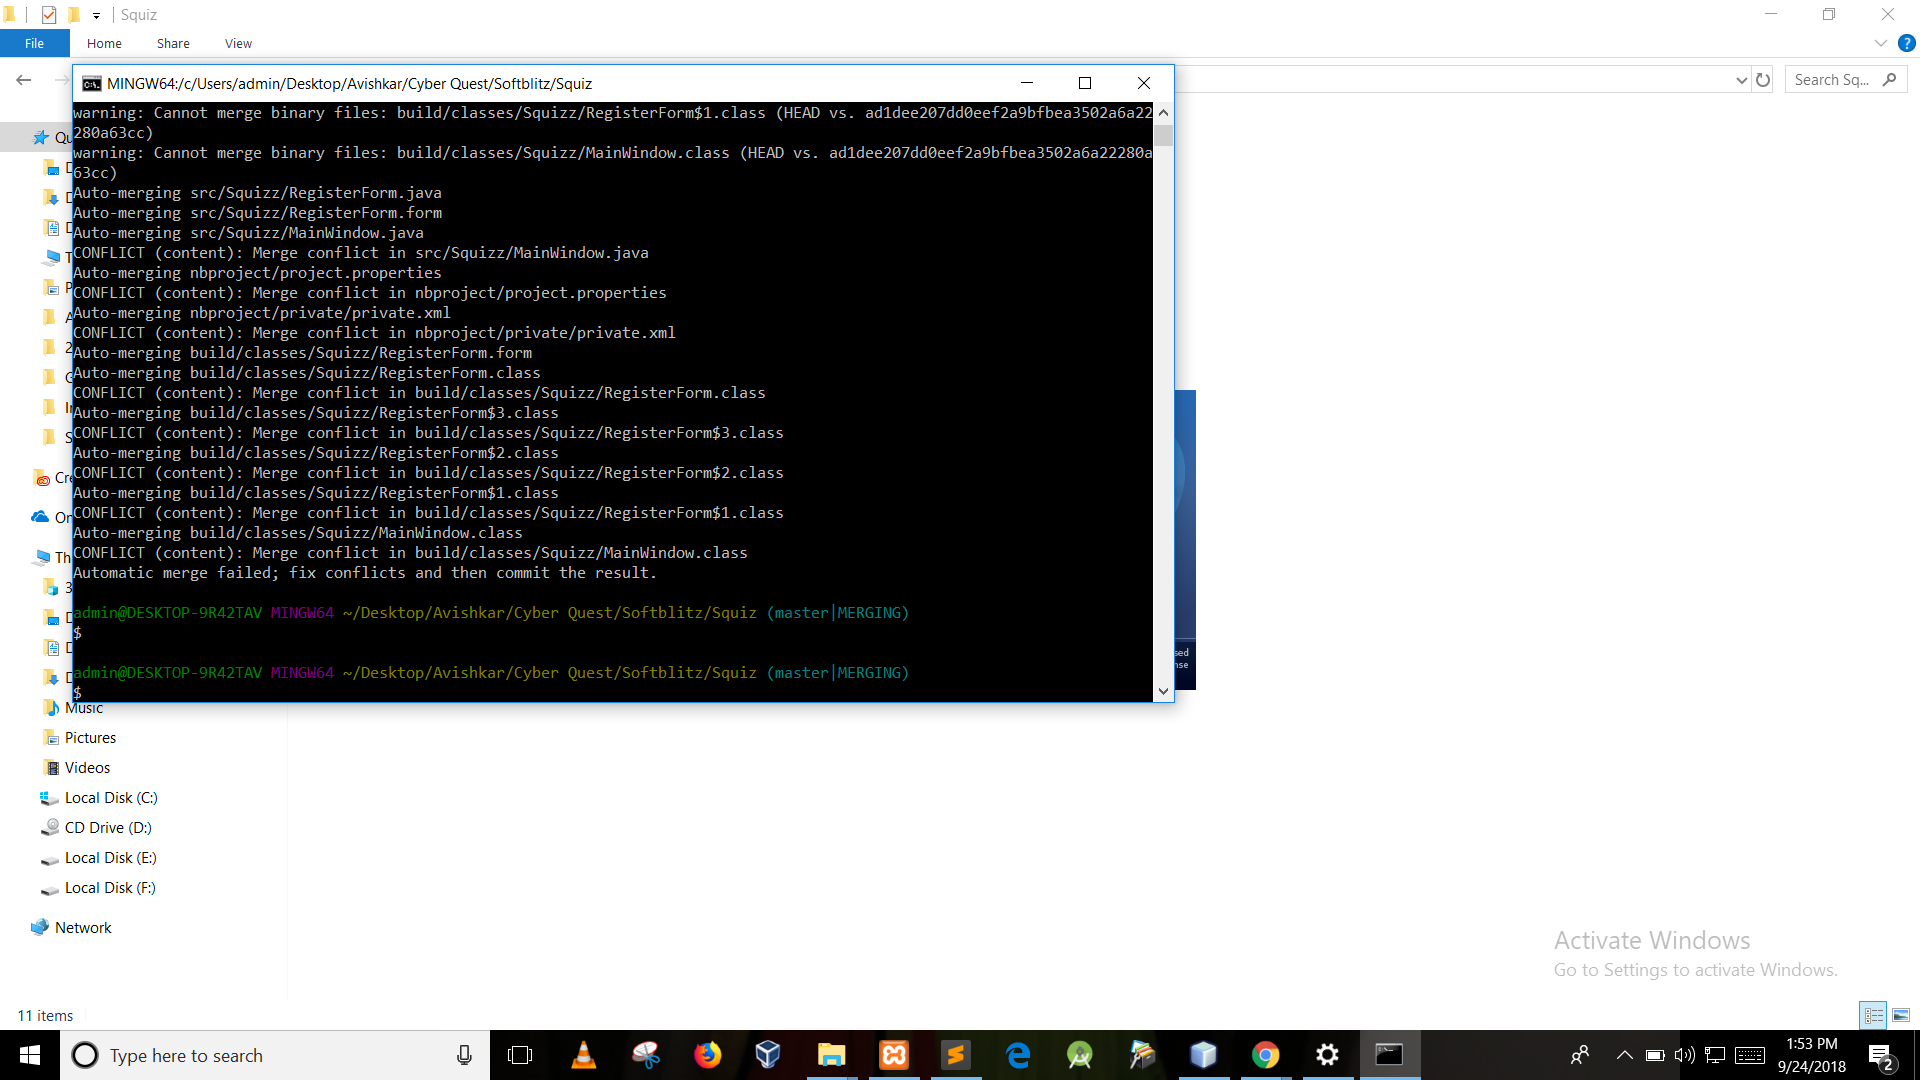 Squiz
File Home Share View
Search Sq...
MINGW64:/c/Users/admin/Desktop/Avishkar/Cyber Quest/Softblitz/Squiz
warning: Cannot merge binary files: build/classes/Squizz/RegisterForm$1.class (HEAD vs. ad1dee207dd0eef2a9bfbea3502a6a22
280a63cc)
warning: Cannot merge binary files: build/classes/Squizz/MainWindow.class (HEAD vs. ad1dee207dd0eef2a9bfbea3502a6a22280a
63cc)
Auto-merging src/Squizz/RegisterForm.java
Auto-merging src/Squizz/RegisterForm.form
Auto-merging src/Squizz/MainWindow.java
CONFLICT (content): Merge conflict in src/Squizz/MainWindow.java
Auto-merging nbproject/project.properties
CONFLICT (content): Merge conflict in nbproject/project.properties
Auto-merging nbproject/private/private.xml
CONFLICT (content): Merge conflict in nbproject/private/private.xml
Auto-merging build/classes/Squizz/RegisterForm.form
Auto-merging build/classes/Squizz/RegisterForm.class
CONFLICT (content): Merge conflict in build/classes/Squizz/RegisterForm.class
Auto-merging build/classes/Squizz/RegisterForm$3.class
CONFLICT (content): Merge conflict in build/classes/Squizz/RegisterForm$3.class
Auto-merging build/classes/Squizz/RegisterForm$2.class
CONFLICT (content): Merge conflict in build/classes/Squizz/RegisterForm$2.class
Auto-merging build/classes/Squizz/RegisterForm$1.class
CONFLICT (content): Merge conflict in build/classes/Squizz/RegisterForm$1.class
Auto-merging build/classes/Squizz/MainWindow.class
CONFLICT (content): Merge conflict in build/classes/Squizz/MainWindow.class
Automatic merge failed; fix conflicts and then commit the result.
admin@DESKTOP-9R42TAV MINGW64 ~/Desktop/Avishkar/Cyber Quest/Softblitz/Squiz (master|MERGING)
$
admin@DESKTOP-9R42TAV MINGW64 ~/Desktop/Avishkar/Cyber Quest/Softblitz/Squiz (master|MERGING)
$
Music
Pictures
Videos
Local Disk (C:)
CD Drive (D:)
Local Disk (E:)
Local Disk (F:)
Network
Activate Windows
Go to Settings to activate Windows.
11 items
Type here to search
1:53 PM
9/24/2018
2